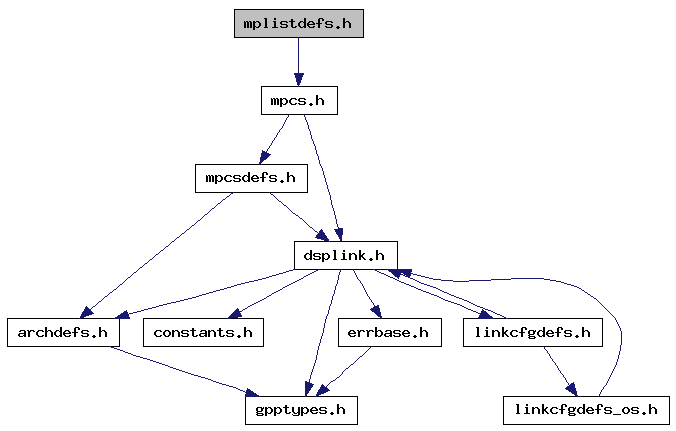 mplistdefs.h
mpcs.h
mpcsdefs.h
dsplink.h
archdefs.h
constants.h
errbase.h
linkcfgdefs.h
gpptypes.h
linkcfgdefs_os.h